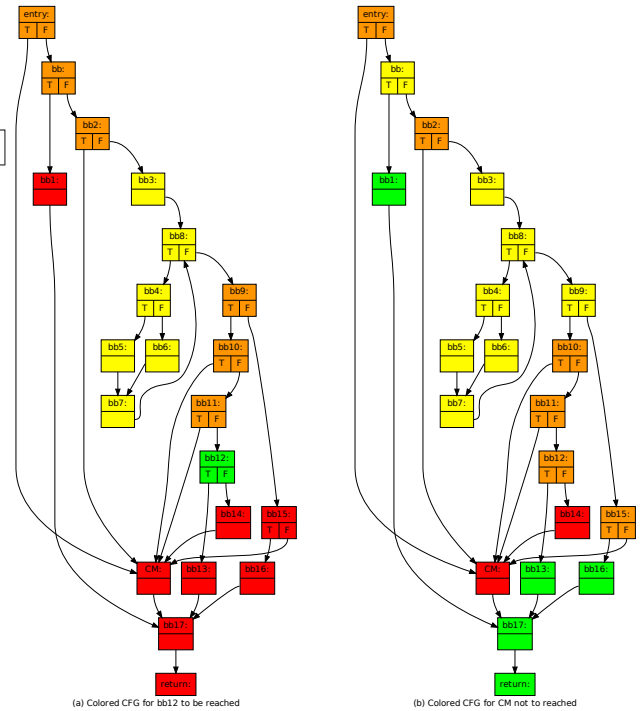 entry:
T F
bb:
T F
bb2:
T F
bb1:
bb3:
bb8:
T F
bb4:
T F
bb9:
T F
bb5:
bb6:
bb10:
T F
bb7:
bb11:
T F
bb12:
T F
bb14:
bb15:
T F
CM:
bb13:
bb16:
bb17:
return:
(a) Colored CFG for bb12 to be reached
entry:
T F
bb:
T F
bb2:
T F
bb1:
bb3:
bb8:
T F
bb4:
T F
bb9:
T F
bb5:
bb6:
bb10:
T F
bb7:
bb11:
T F
bb12:
T F
bb14:
bb15:
T F
CM:
bb13:
bb16:
bb17:
return:
(b) Colored CFG for CM not to reached